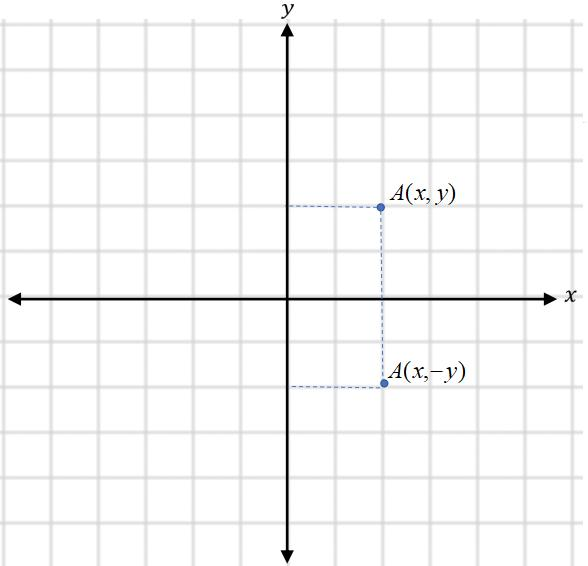 y
A(x, y)
x
A(x,−y)